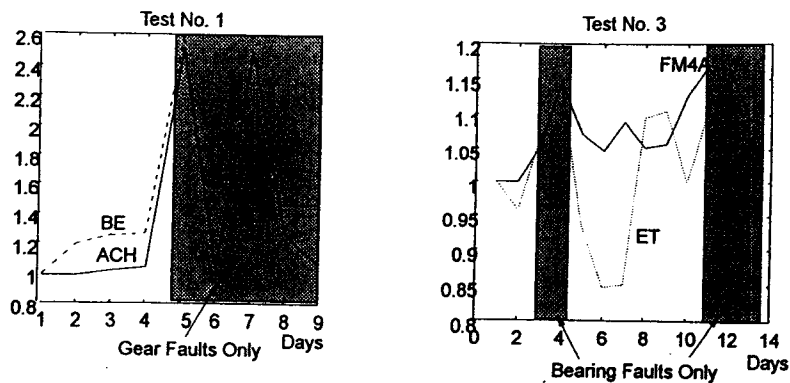 Test No. 1
2.6
2.4
2.2
2
1.8
1.6
1.4
1.2
1
0.8
BE
ACH
1 2 3 4 5 6 7 8 9
Days
Gear Faults Only
Test No. 3
1.2
1.15
1.1
1.05
1
0.95
0.9
0.85
0.8
FM4A
ET
0 2 4 6 8 10 12 14
Days
Bearing Faults Only